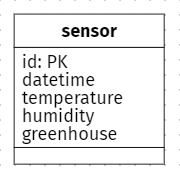 sensor
id: PK
datetime
temperature
humidity
greenhouse